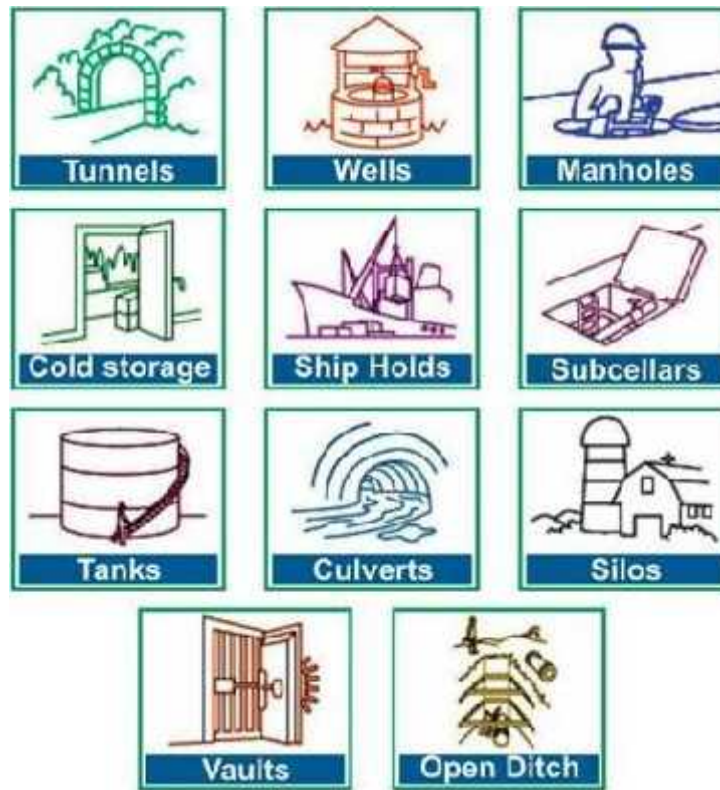 Tunnels
Wells
Manholes
Cold storage
Ship Holds
Subcellars
Tanks
Culverts
Silos
Vaults
Open Ditch